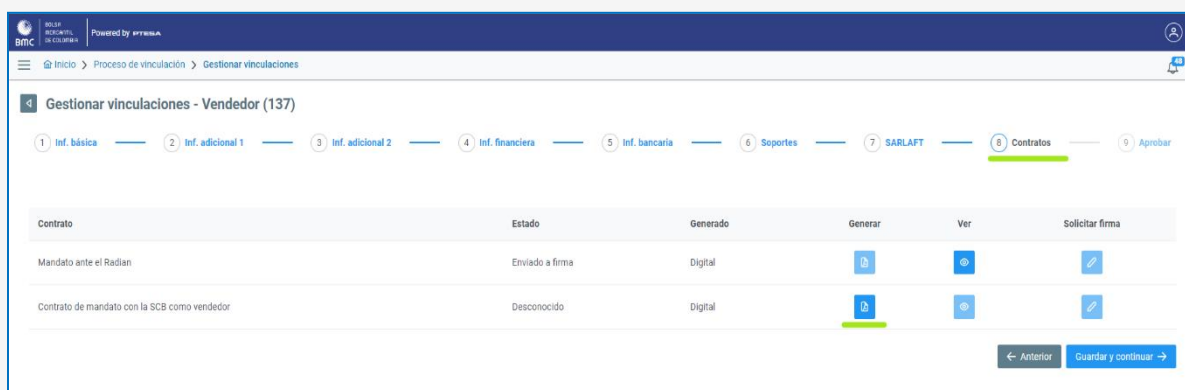 BMC
BOLSA
MERCANTIL
DE COLOMBIA
Powered by PTESA
Inicio > Proceso de vinculación > Gestionar vinculaciones
48
Gestionar vinculaciones - Vendedor (137)
1 Inf. básica 2 Inf. adicional 1 3 Inf. adicional 2 4 Inf. financiera 5 Inf. bancaria 6 Soportes 7 SARLAFT 8 Contratos 9 Aprobar
Contrato Estado Generado Generar Ver Solicitar firma
Mandato ante el Radian Enviado a firma Digital
Contrato de mandato con la SCB como vendedor Desconocido Digital
← Anterior Guardar y continuar →